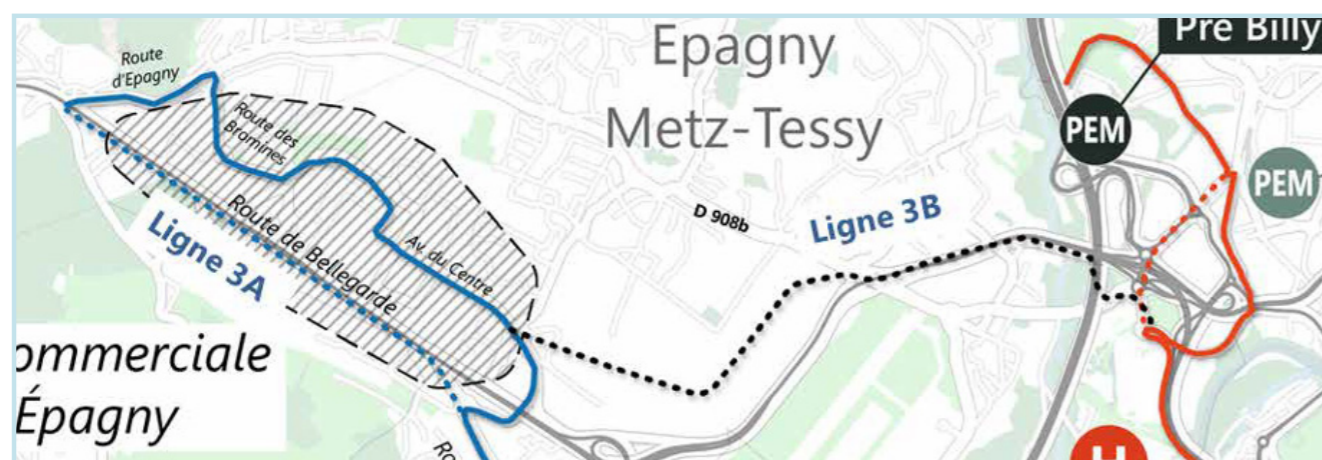 Route
d'Epagny
Route des
Bromines
Epagny
Metz-Tessy
Pré Billy
PEM
PEM
D 908b
Ligne 3B
Route de Bellegarde
Av. du Centre
Ligne 3A
ommerciale
Épagny